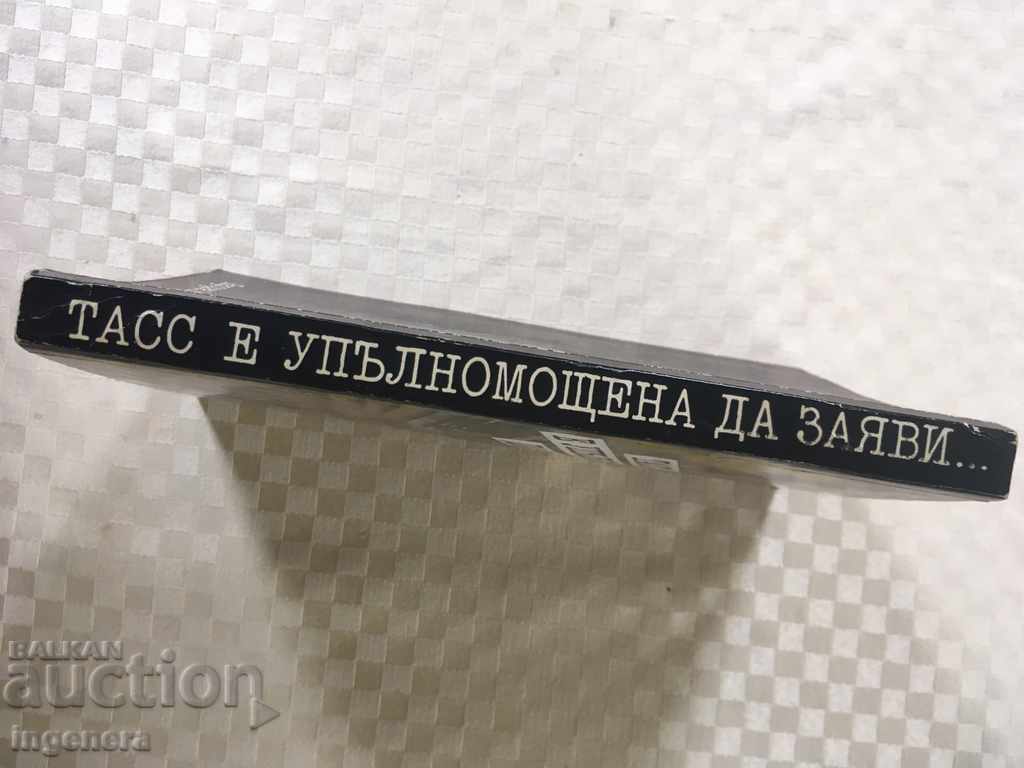 ТАСС Е УПЪЛНОМОЩЕНА ДА ЗАЯВИ...
BALKAN
auction
ingenera